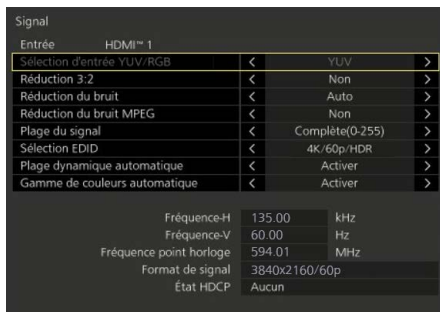 Signal
Entrée HDMI™ 1
Sélection d'entrée YUV/RGB < YUV >
Réduction 3:2 < Non >
Réduction du bruit < Auto >
Réduction du bruit MPEG < Non >
Plage du signal < Complète(0-255) >
Sélection EDID < 4K/60p/HDR >
Plage dynamique automatique < Activer >
Gamme de couleurs automatique < Activer >
Fréquence-H 135.00 kHz
Fréquence-V 60.00 Hz
Fréquence point horloge 594.01 MHz
Format de signal 3840x2160/60p
État HDCP Aucun